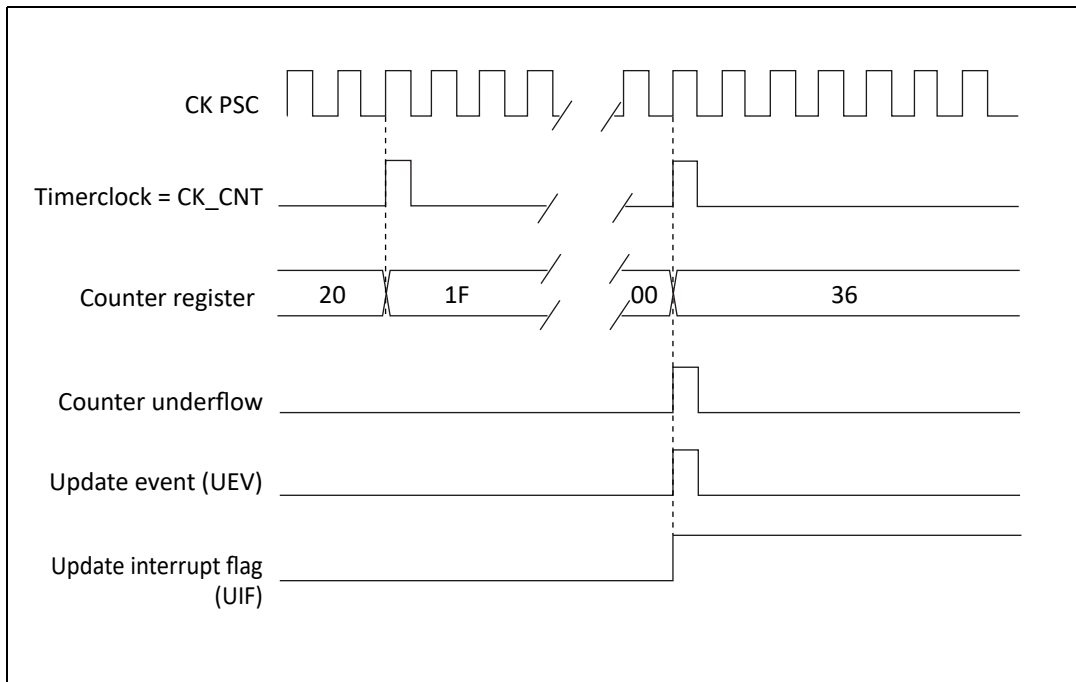 CK PSC
Timerclock = CK_CNT
Counter register
20
1F
00
36
Counter underflow
Update event (UEV)
Update interrupt flag
(UIF)